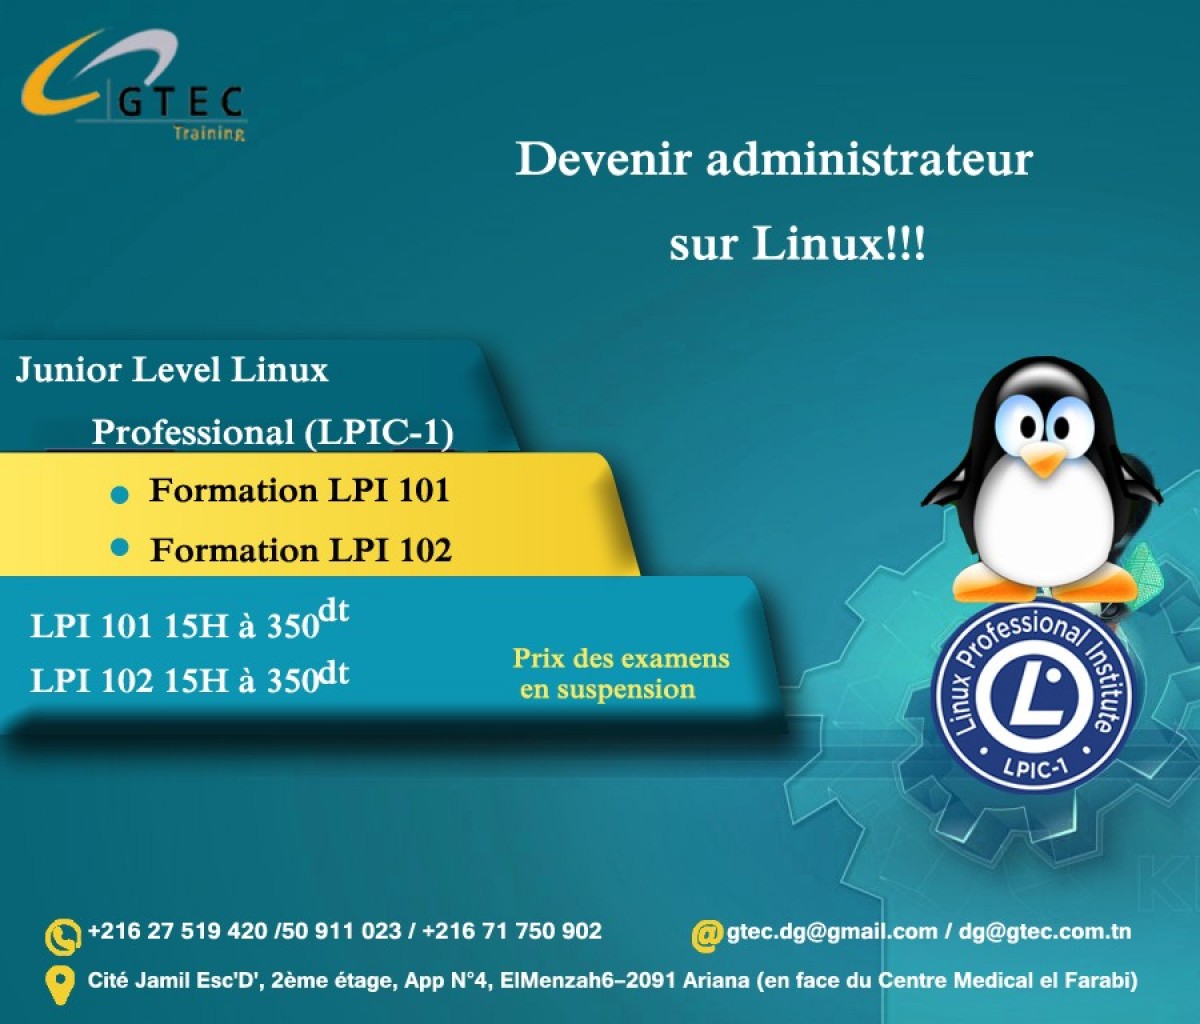 GTEC
Training
Devenir administrateur
sur Linux!!!
Junior Level Linux
Professional (LPIC-1)
Formation LPI 101
Formation LPI 102
LPI 101 15H à 350dt
LPI 102 15H à 350dt
Prix des examens
en suspension
Linux Professional Institute
LPIC-1
+216 27 519 420 /50 911 023 / +216 71 750 902
@ gtec.dg@gmail.com / dg@gtec.com.tn
Cité Jamil Esc'D', 2ème étage, App N°4, ElMenzah6–2091 Ariana (en face du Centre Medical el Farabi)